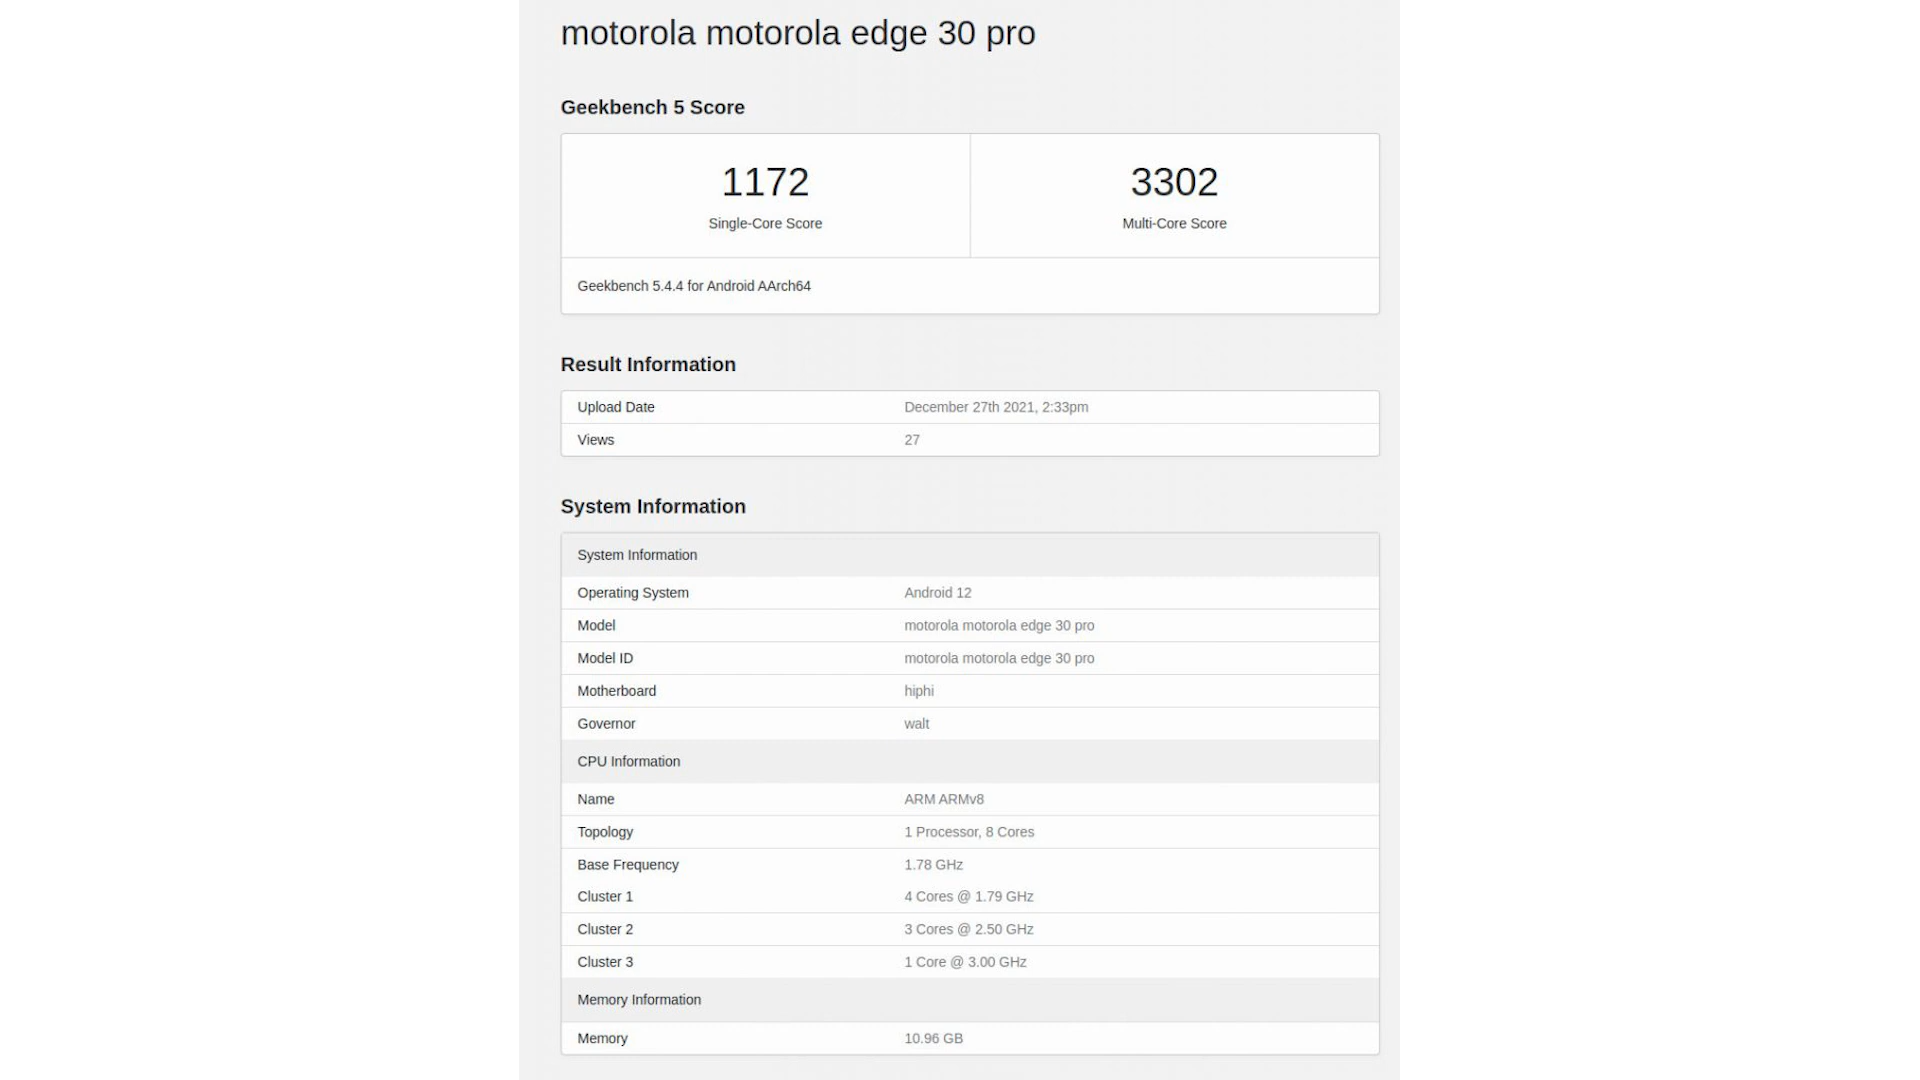 motorola motorola edge 30 pro
Geekbench 5 Score
1172
Single-Core Score
3302
Multi-Core Score
Geekbench 5.4.4 for Android AArch64
Result Information
Upload Date December 27th 2021, 2:33pm
Views 27
System Information
System Information
Operating System Android 12
Model motorola motorola edge 30 pro
Model ID motorola motorola edge 30 pro
Motherboard hiphi
Governor walt
CPU Information
Name ARM ARMv8
Topology 1 Processor, 8 Cores
Base Frequency 1.78 GHz
Cluster 1 4 Cores @ 1.79 GHz
Cluster 2 3 Cores @ 2.50 GHz
Cluster 3 1 Core @ 3.00 GHz
Memory Information
Memory 10.96 GB